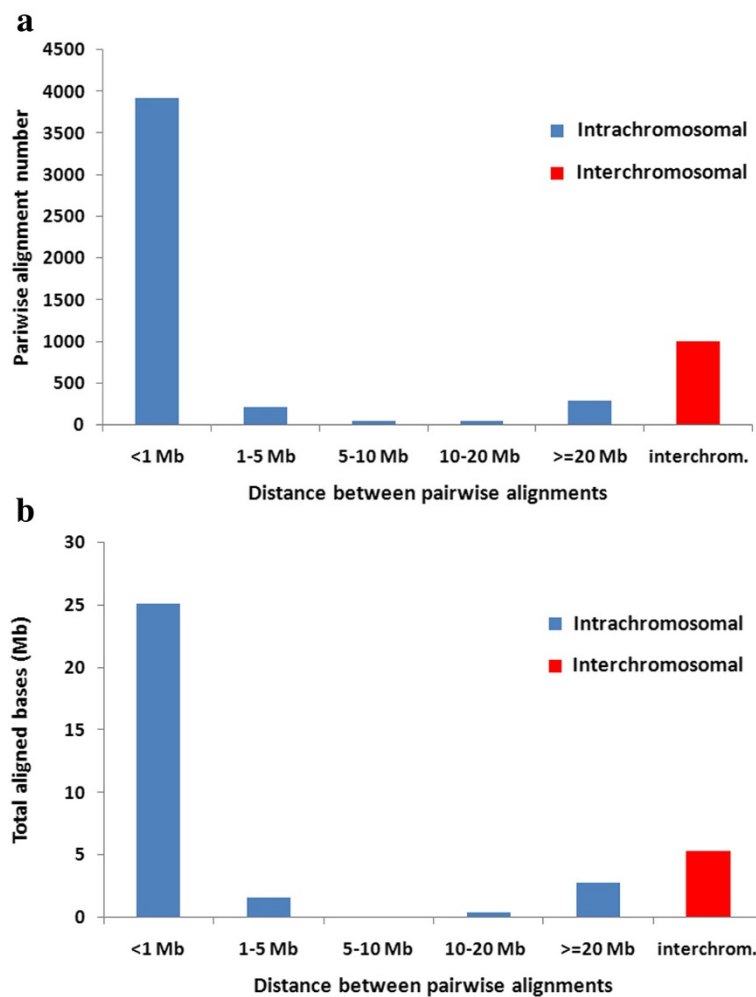 a
4500
4000
3500
3000
2500
2000
1500
1000
500
0
Pariwise alignment number
Intrachromosomal
Interchromosomal
<1 Mb 1-5 Mb 5-10 Mb 10-20 Mb >=20 Mb interchrom.
Distance between pairwise alignments
b
30
25
20
15
10
5
0
Total aligned bases (Mb)
Intrachromosomal
Interchromosomal
<1 Mb 1-5 Mb 5-10 Mb 10-20 Mb >=20 Mb interchrom.
Distance between pairwise alignments